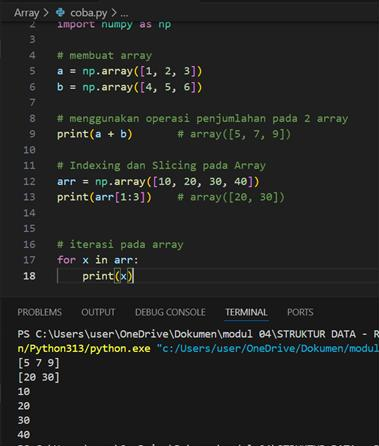 Array > coba.py > ...
2 import numpy as np
3
4 # membuat array
5 a = np.array([1, 2, 3])
6 b = np.array([4, 5, 6])
7
8 # menggunakan operasi penjumlahan pada 2 array
9 print(a + b) # array([5, 7, 9])
10
11 # Indexing dan Slicing pada Array
12 arr = np.array([10, 20, 30, 40])
13 print(arr[1:3]) # array([20, 30])
14
15
16 # iterasi pada array
17 for x in arr:
18 print(x)
PROBLEMS OUTPUT DEBUG CONSOLE TERMINAL PORTS
PS C:\Users\user\OneDrive\Dokumen\modul 04\STRUKTUR DATA - R
n/Python313/python.exe "c:/Users/user/OneDrive/Dokumen/modul
[5 7 9]
[20 30]
10
20
30
40